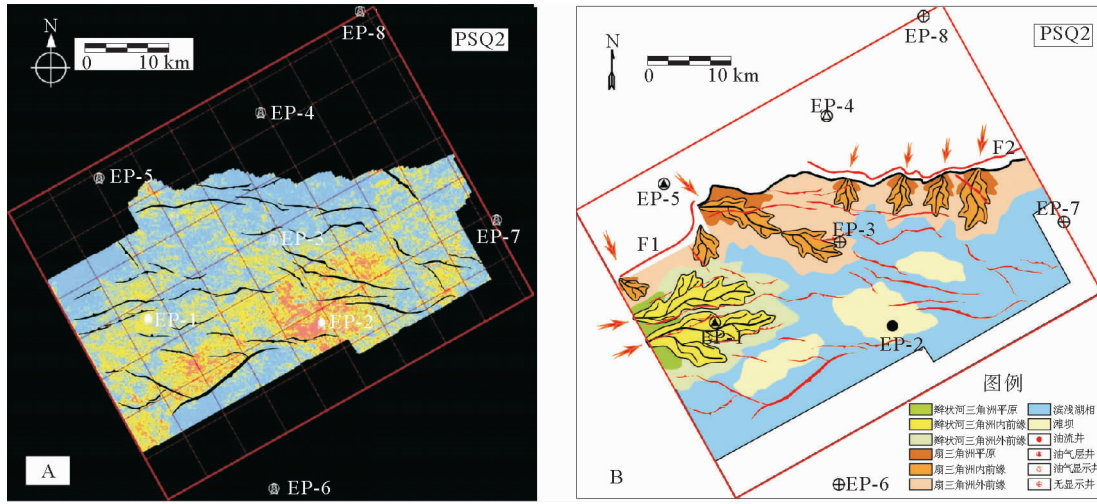 N
0 10 km
PSQ2
EP-8
EP-4
EP-5
EP-7
EP-3
EP-1
EP-2
EP-6
A
N
0 10 km
PSQ2
EP-8
EP-4
F2
EP-5
EP-7
EP-3
F1
EP-1
EP-2
图例
辫状河三角洲平原 滨浅湖相
辫状河三角洲内前缘 滩坝
辫状河三角洲外前缘 油流井
扇三角洲平原 油气层井
扇三角洲内前缘 油气显示井
扇三角洲外前缘 无显示井
B
EP-6